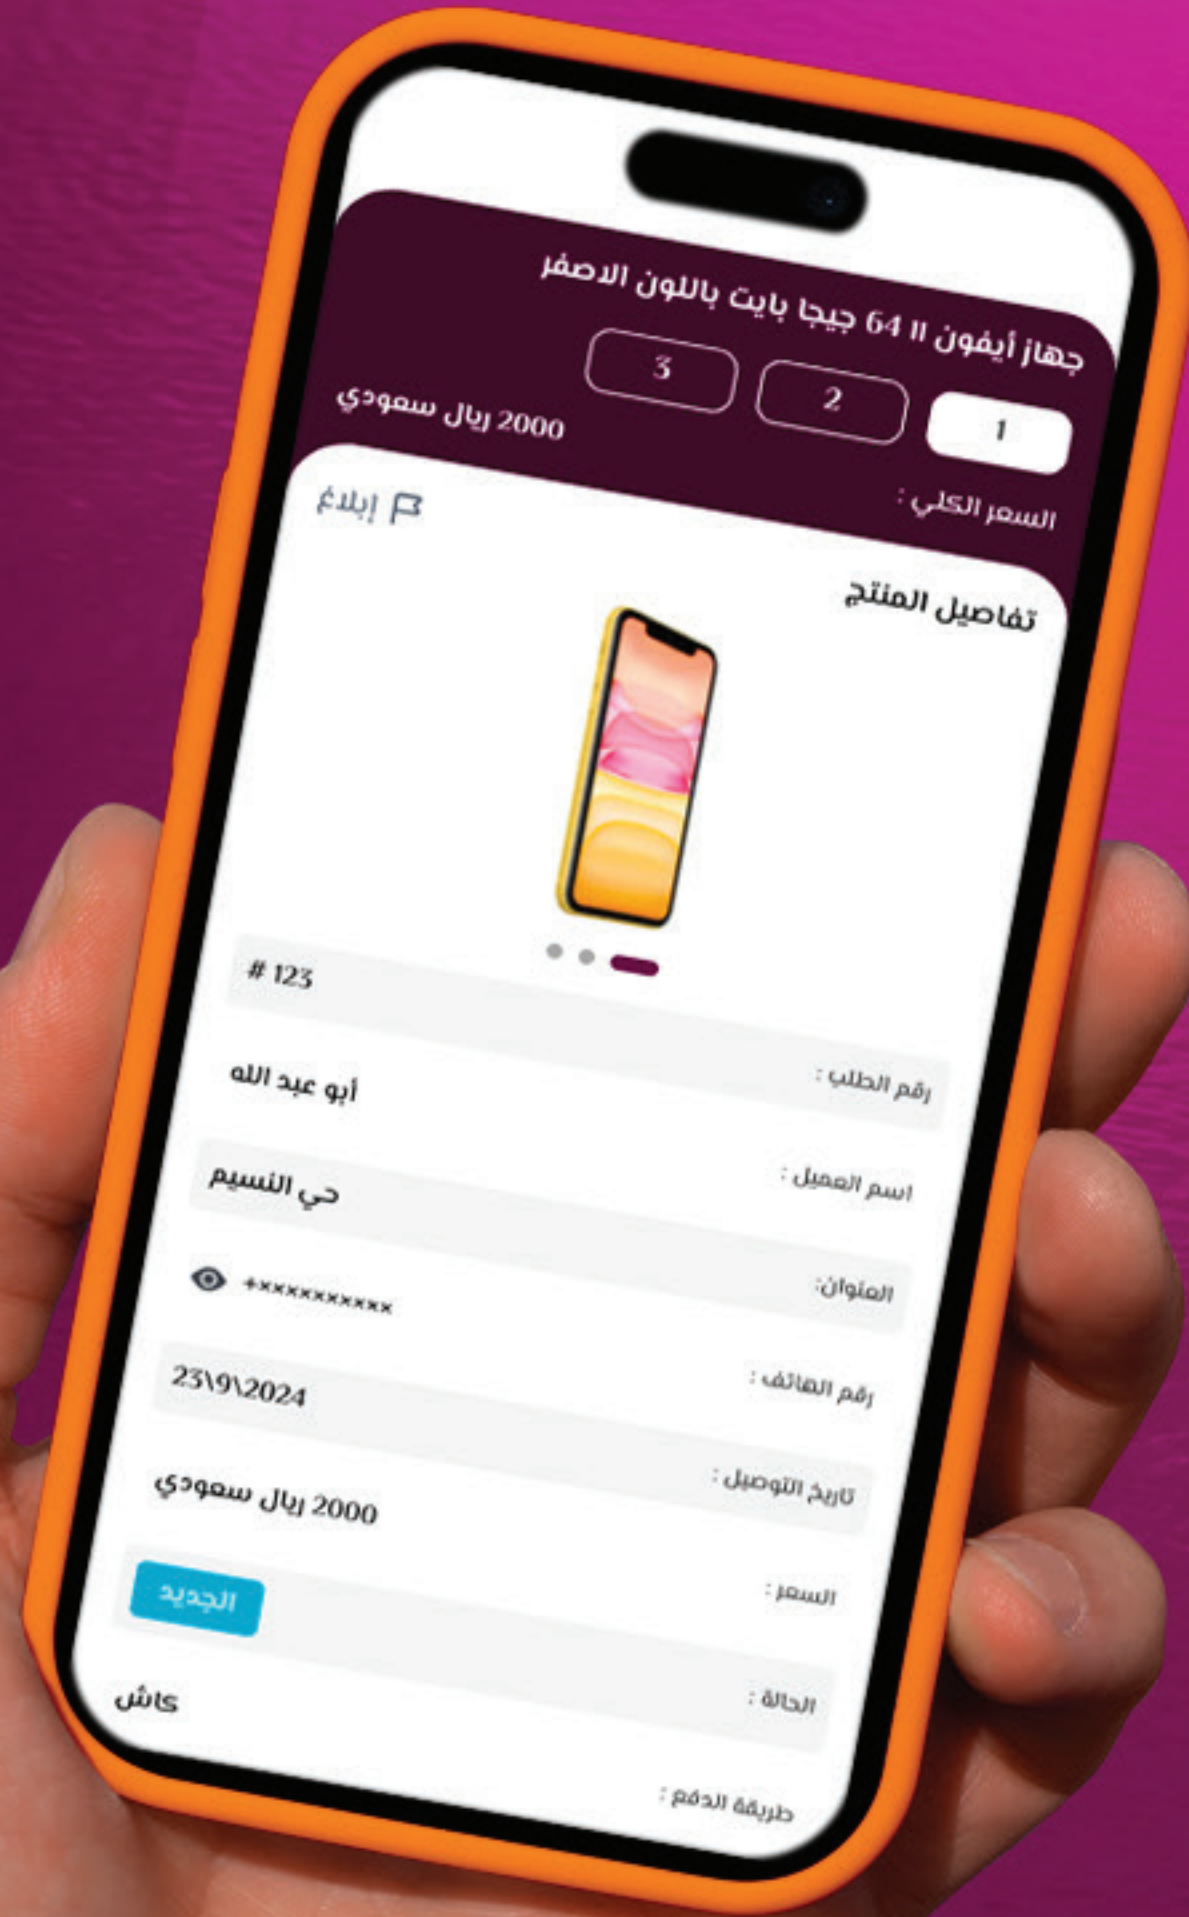 جهاز أيفون 11 64 جيجا بايت باللون الاصفر
1 2 3
السعر الكلي : 2000 ريال سعودي
إبلاغ
تفاصيل المنتج
رقم الطلب : # 123
اسم العميل : أبو عبد الله
العنوان: حي النسيم
رقم الهاتف : +××××××××××
تاريخ التوصيل : 23\9\2024
السعر : 2000 ريال سعودي
الحالة : الجديد
طريقة الدفع : كاش